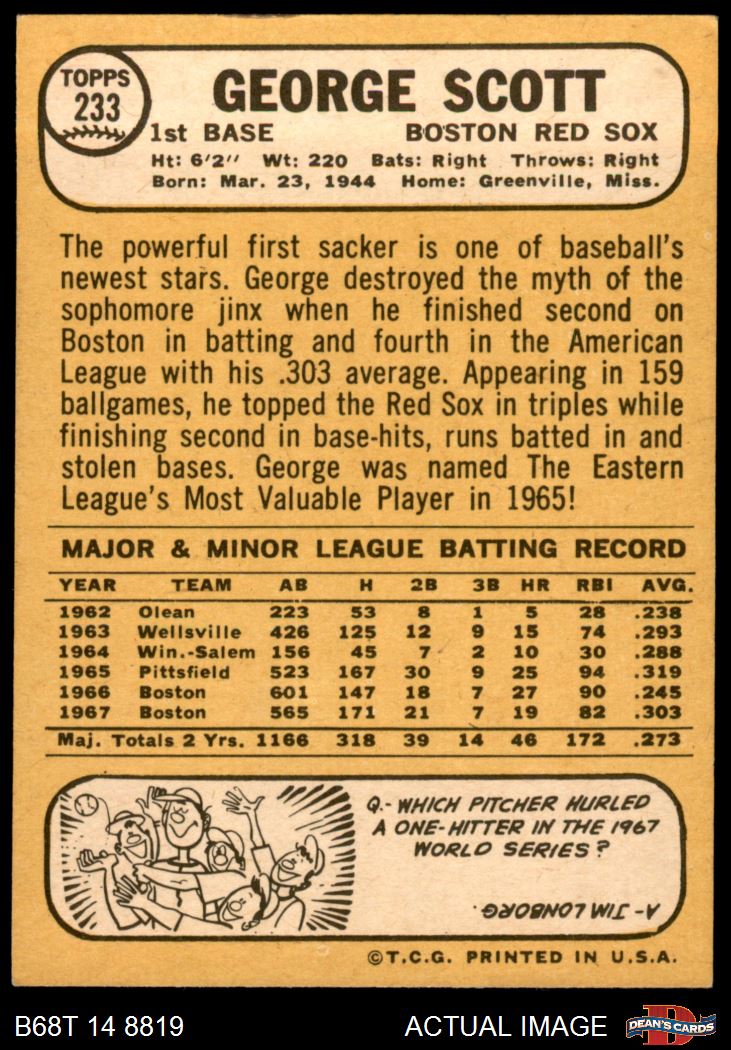 TOPPS
233
GEORGE SCOTT
1st BASE BOSTON RED SOX
Ht: 6'2" Wt: 220 Bats: Right Throws: Right
Born: Mar. 23, 1944 Home: Greenville, Miss.
The powerful first sacker is one of baseball's
newest stars. George destroyed the myth of the
sophomore jinx when he finished second on
Boston in batting and fourth in the American
League with his .303 average. Appearing in 159
ballgames, he topped the Red Sox in triples while
finishing second in base-hits, runs batted in and
stolen bases. George was named The Eastern
League's Most Valuable Player in 1965!
MAJOR & MINOR LEAGUE BATTING RECORD
YEAR TEAM AB H 2B 3B HR RBI AVG.
1962 Olean 223 53 8 1 5 28 .238
1963 Wellsville 426 125 12 9 15 74 .293
1964 Win.-Salem 156 45 7 2 10 30 .288
1965 Pittsfield 523 167 30 9 25 94 .319
1966 Boston 601 147 18 7 27 90 .245
1967 Boston 565 171 21 7 19 82 .303
Maj. Totals 2 Yrs. 1166 318 39 14 46 172 .273
Q.- WHICH PITCHER HURLED
A ONE-HITTER IN THE 1967
WORLD SERIES?
A- JIM LONBORG.
©T.C.G. PRINTED IN U.S.A.
B68T 14 8819 ACTUAL IMAGE
D
DEAN'S CARDS